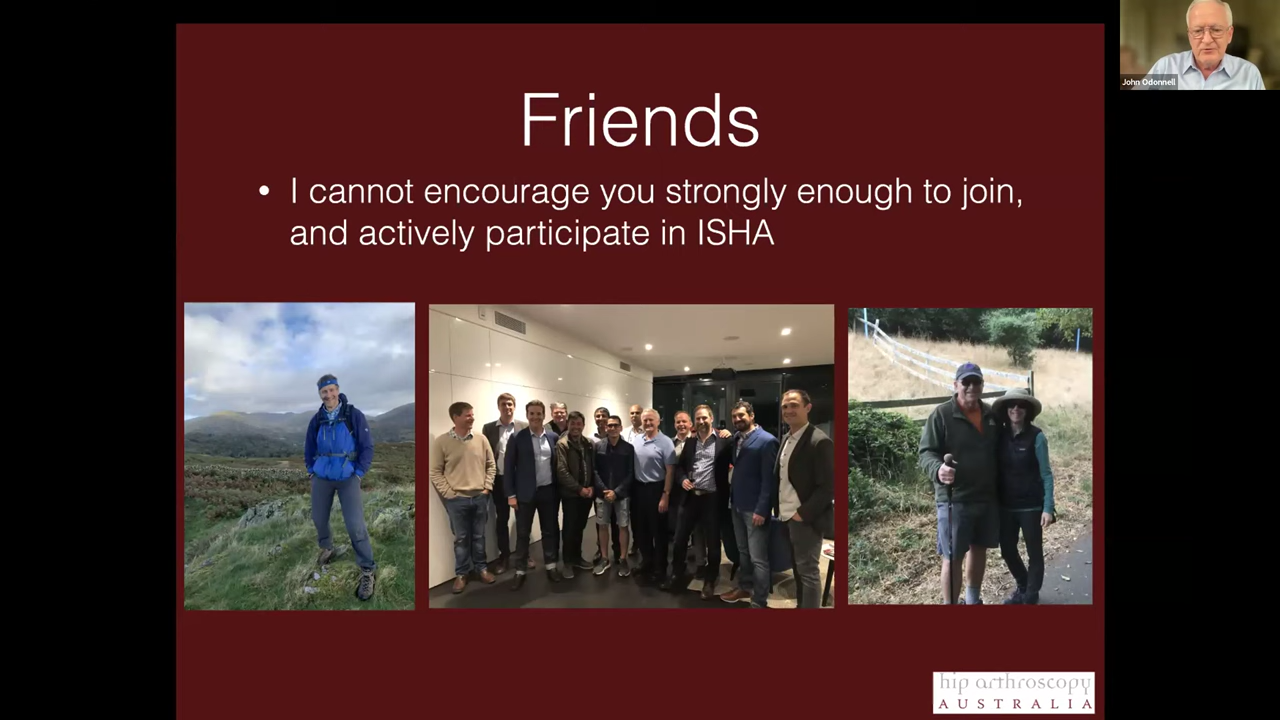 John Odonnell
Friends
• I cannot encourage you strongly enough to join,
and actively participate in ISHA
hip arthroscopy
AUSTRALIA